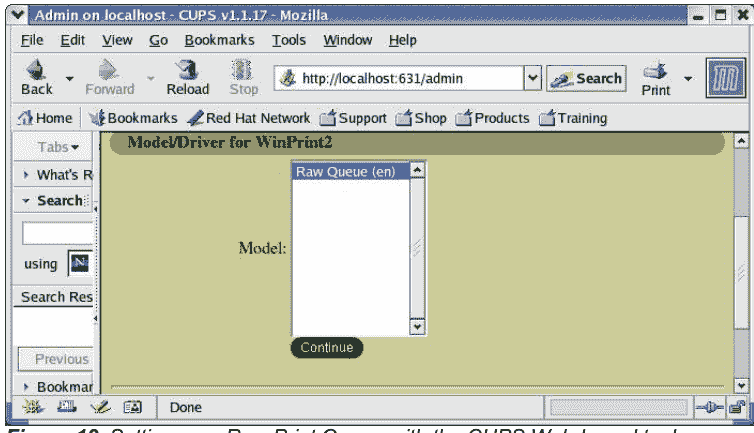 Admin on localhost - CUPS v1.1.17 - Mozilla
File Edit View Go Bookmarks Tools Window Help
Back Forward Reload Stop http://localhost:631/admin Search Print
Home Bookmarks Red Hat Network Support Shop Products Training
Tabs
Model/Driver for WinPrint2
What's R
Raw Queue (en)
Search
Model:
using N
Search Res
Continue
Previous
Bookmar
Done